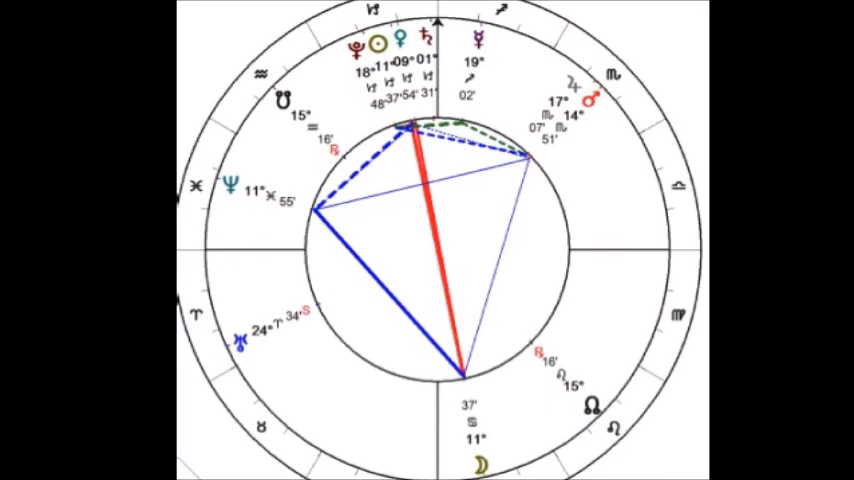 ♑ ♐
♇ ☉ ♀ ♄ ☿
18° 11° 09° 01° 19°
♑ ♑ ♑ ♑ ♐
48' 37' 54' 31' 02'
♒ ♏
♃ ♂
17° 14°
♏ ♏
07' 51'
☋ 15° ♒ 16' ℞
♓ ♎
♆ 11° ♓ 55'
♈ ♍
♅ 24° ♈ 34' S
℞ 16' ♌ 15° ☊
♉ ♌
37'
♋
11°
☽